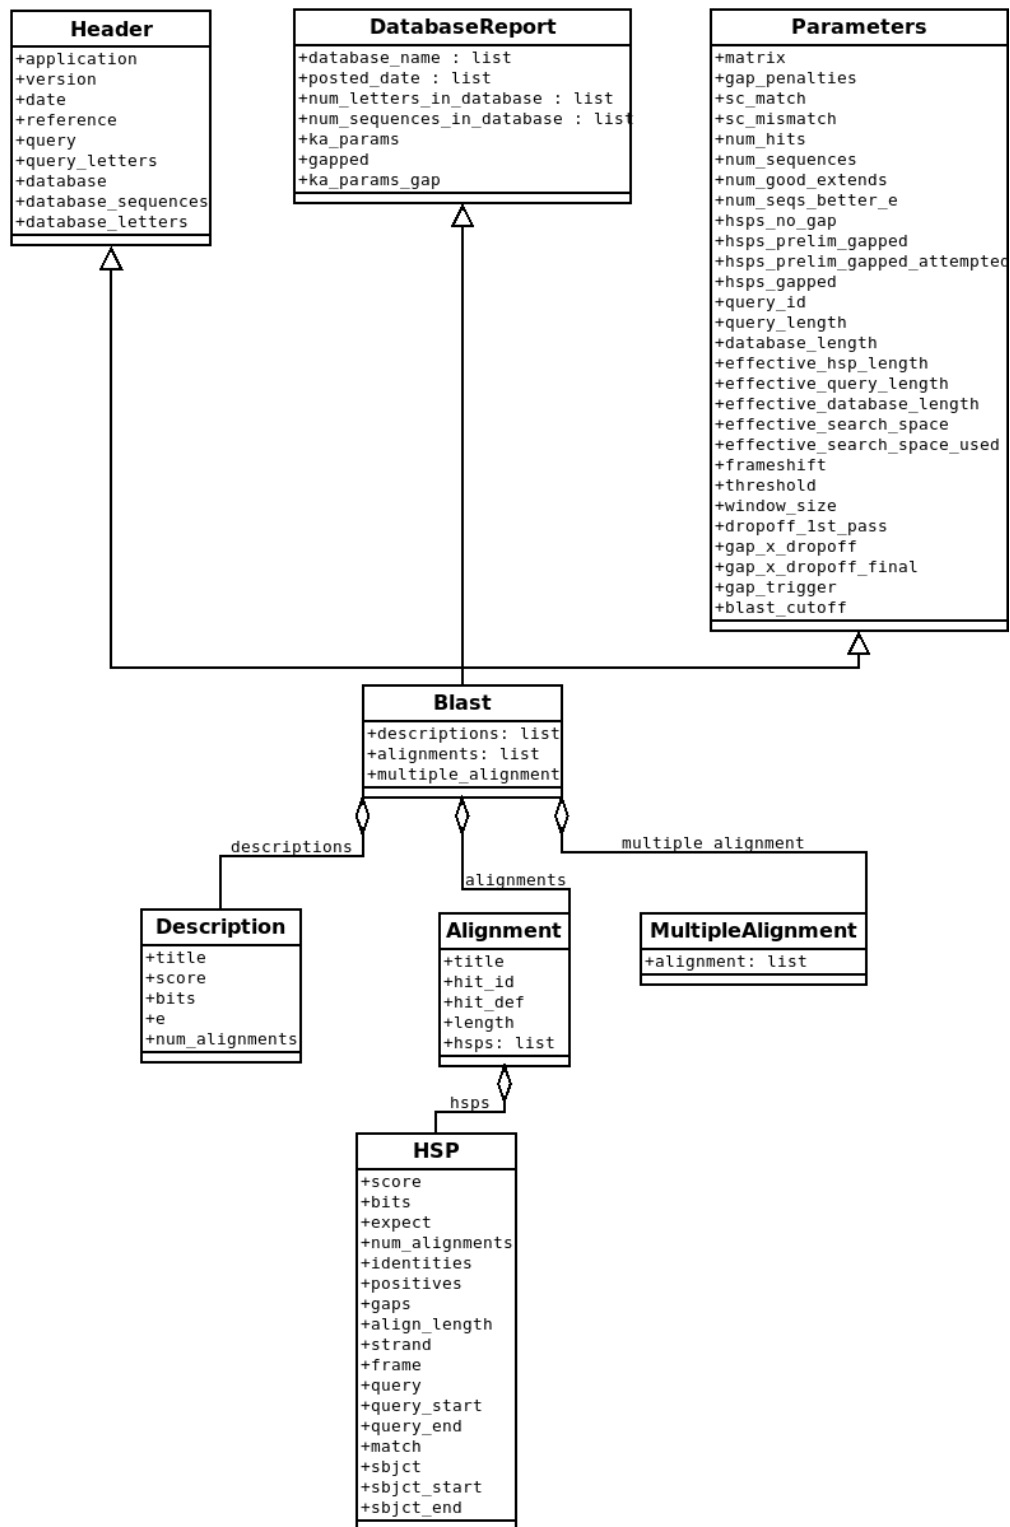 Header
+application
+version
+date
+reference
+query
+query_letters
+database
+database_sequences
+database_letters
DatabaseReport
+database_name : list
+posted_date : list
+num_letters_in_database : list
+num_sequences_in_database : list
+ka_params
+gapped
+ka_params_gap
Parameters
+matrix
+gap_penalties
+sc_match
+sc_mismatch
+num_hits
+num_sequences
+num_good_extends
+num_seqs_better_e
+hsps_no_gap
+hsps_prelim_gapped
+hsps_prelim_gapped_attempted
+hsps_gapped
+query_id
+query_length
+database_length
+effective_hsp_length
+effective_query_length
+effective_database_length
+effective_search_space
+effective_search_space_used
+frameshift
+threshold
+window_size
+dropoff_1st_pass
+gap_x_dropoff
+gap_x_dropoff_final
+gap_trigger
+blast_cutoff
Blast
+descriptions: list
+alignments: list
+multiple_alignment
descriptions
alignments
multiple alignment
Description
+title
+score
+bits
+e
+num_alignments
Alignment
+title
+hit_id
+hit_def
+length
+hsps: list
MultipleAlignment
+alignment: list
hsps
HSP
+score
+bits
+expect
+num_alignments
+identities
+positives
+gaps
+align_length
+strand
+frame
+query
+query_start
+query_end
+match
+sbjct
+sbjct_start
+sbjct_end